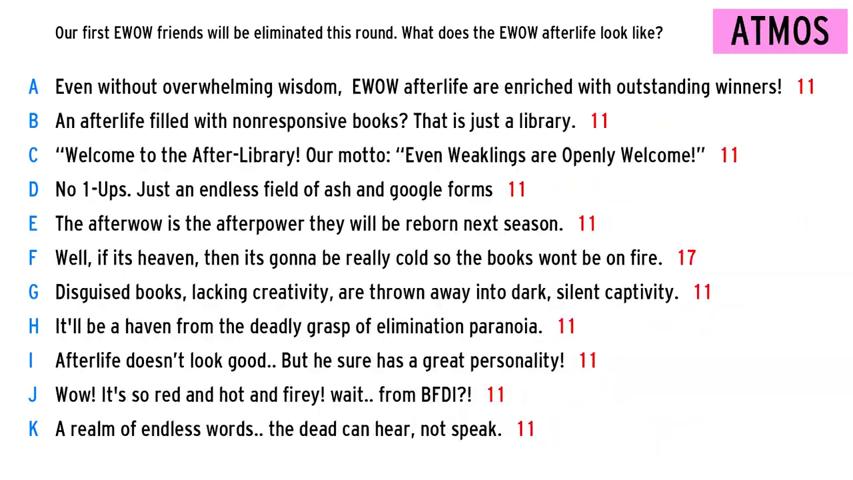 Our first EWOW friends will be eliminated this round. What does the EWOW afterlife look like?
ATMOS
A Even without overwhelming wisdom, EWOW afterlife are enriched with outstanding winners! 11
B An afterlife filled with nonresponsive books? That is just a library. 11
C “Welcome to the After-Library! Our motto: “Even Weaklings are Openly Welcome!” 11
D No 1-Ups. Just an endless field of ash and google forms 11
E The afterwow is the afterpower they will be reborn next season. 11
F Well, if its heaven, then its gonna be really cold so the books wont be on fire. 17
G Disguised books, lacking creativity, are thrown away into dark, silent captivity. 11
H It'll be a haven from the deadly grasp of elimination paranoia. 11
I Afterlife doesn’t look good.. But he sure has a great personality! 11
J Wow! It's so red and hot and firey! wait.. from BFDI?! 11
K A realm of endless words.. the dead can hear, not speak. 11